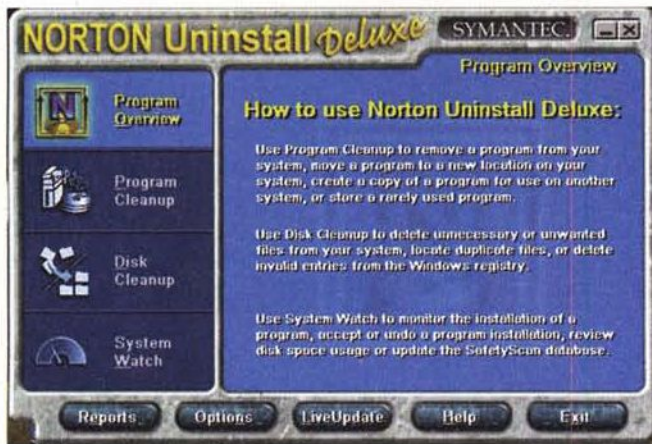 NORTON Uninstall Deluxe
SYMANTEC.
Program Overview
Program
Overview
Program
Cleanup
Disk
Cleanup
System
Watch
How to use Norton Uninstall Deluxe:
Use Program Cleanup to remove a program from your
system, move a program to a new location on your
system, create a copy of a program for use on another
system, or store a rarely used program.
Use Disk Cleanup to delete unnecessary or unwanted
files from your system, locate duplicate files, or delete
invalid entries from the Windows registry.
Use System Watch to monitor the installation of a
program, accept or undo a program installation, review
disk space usage or update the SafetyScan database.
Reports
Options
LiveUpdate
Help
Exit